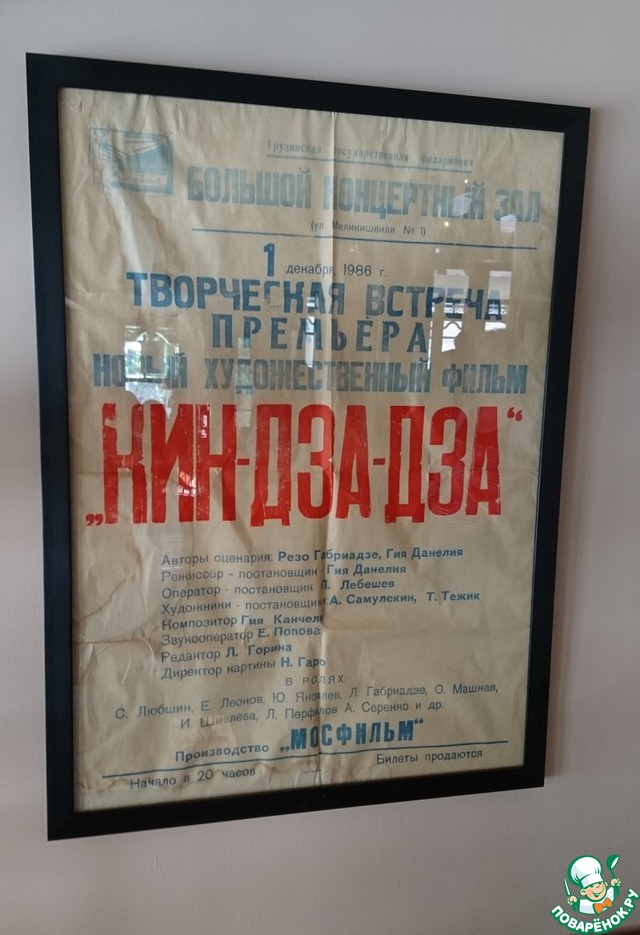 Грузинская государственная филармония
БОЛЬШОЙ КОНЦЕРТНЫЙ ЗАЛ
(ул. Меликишвили № 1)
1 декабря 1986 г.
ТВОРЧЕСКАЯ ВСТРЕЧА
ПРЕМЬЕРА
НОВЫЙ ХУДОЖЕСТВЕННЫЙ ФИЛЬМ
„КИН-ДЗА-ДЗА“
Авторы сценария: Резо Габриадзе, Гия Данелия
Режиссёр - постановщик Гия Данелия
Оператор - постановщик П. Лебешев
Художники - постановщики А. Самулекин, Т. Тежик
Композитор Гия Канчели
Звукооператор Е. Попова
Редактор Л. Горина
Директор картины Н. Гаро
В РОЛЯХ:
С. Любшин, Е. Леонов, Ю. Яковлев, Л. Габриадзе, О. Машная,
И. Шмелева, Л. Перфилов А. Серенко и др.
Производство „МОСФИЛЬМ“
Начало в 20 часов
Билеты продаются
ПОВАРЁНОК.РУ